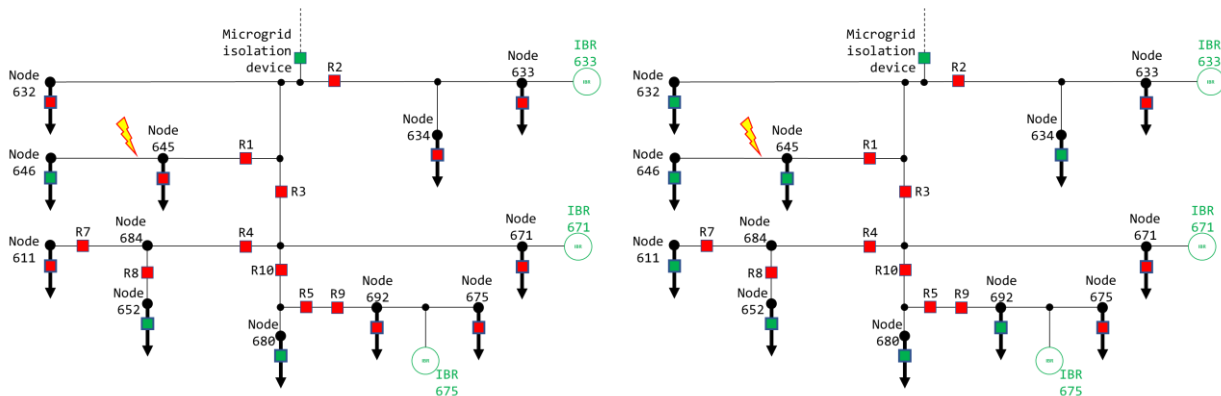 Microgrid
isolation
device
IBR
633
Node
632
R2
Node
633
Node
645
R1
Node
634
Node
646
R3
IBR
671
Node
684
R7
R4
Node
671
Node
611
R8
R10
Node
652
R5
R9
Node
692
Node
675
Node
680
IBR
675
Microgrid
isolation
device
IBR
633
Node
632
R2
Node
633
Node
645
R1
Node
634
Node
646
R3
IBR
671
Node
684
R7
R4
Node
671
Node
611
R8
R10
Node
652
R5
R9
Node
692
Node
675
Node
680
IBR
675